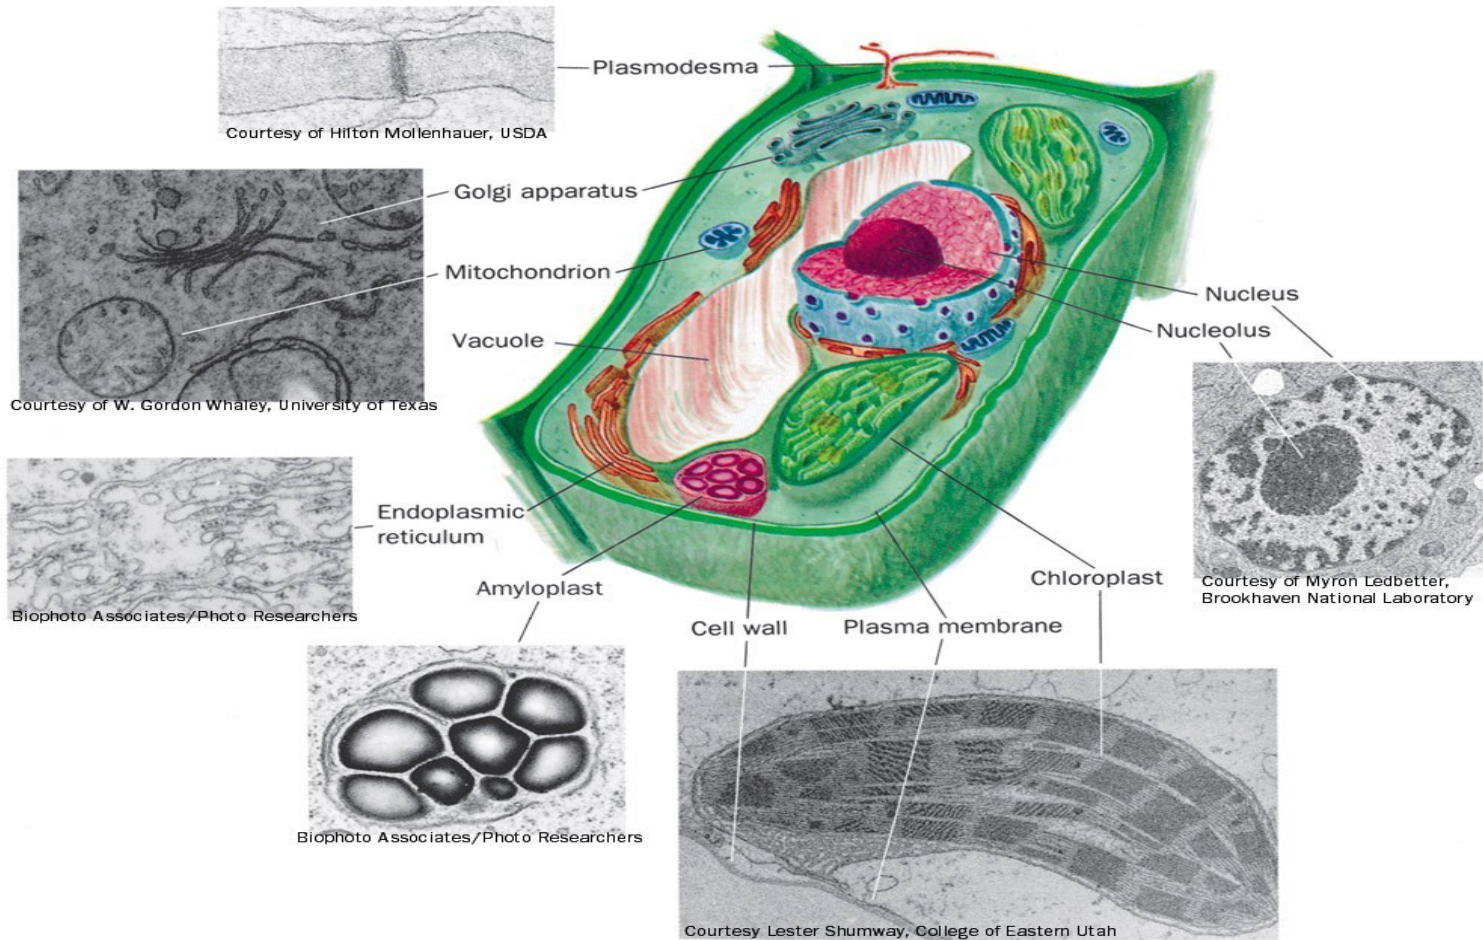 Plasmodesma
Courtesy of Hilton Mollenhauer, USDA
Golgi apparatus
Mitochondrion
Vacuole
Courtesy of W. Gordon Whaley, University of Texas
Endoplasmic
reticulum
Biophoto Associates/Photo Researchers
Amyloplast
Biophoto Associates/Photo Researchers
Cell wall
Plasma membrane
Chloroplast
Nucleus
Nucleolus
Courtesy of Myron Ledbetter,
Brookhaven National Laboratory
Courtesy Lester Shumway, College of Eastern Utah